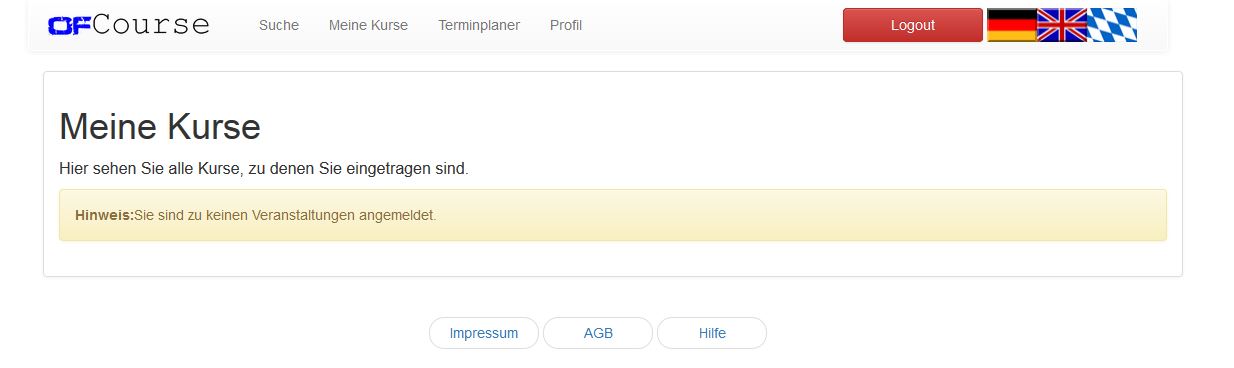 OFCourse Suche Meine Kurse Terminplaner Profil Logout
Meine Kurse
Hier sehen Sie alle Kurse, zu denen Sie eingetragen sind.
Hinweis:Sie sind zu keinen Veranstaltungen angemeldet.
Impressum AGB Hilfe